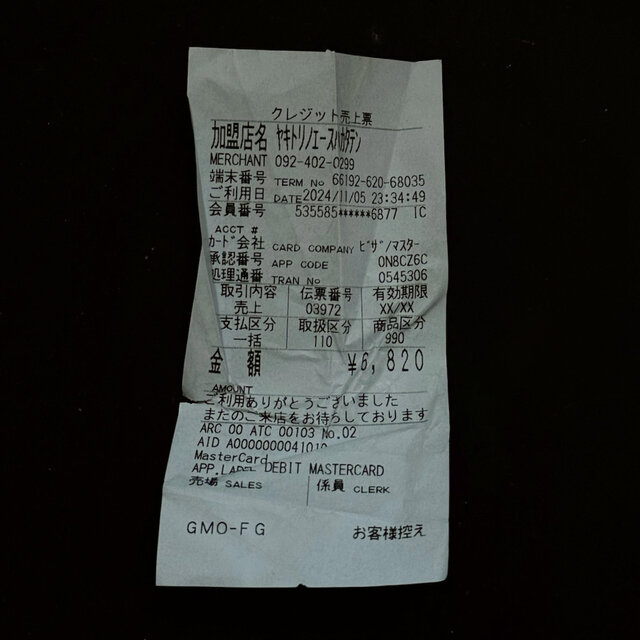 クレジット売上票
加盟店名 ヤキトリノエースハカタテン
MERCHANT 092-402-0299
端末番号 TERM No 66192-620-68035
ご利用日 DATE 2024/11/05 23:34:49
会員番号 535585******6877 IC
ACCT #
カード会社 CARD COMPANY ビザ/マスター
承認番号 APP CODE 0N8CZ6C
処理通番 TRAN No 0545306
取引内容 伝票番号 有効期限
売上 03972 XX/XX
支払区分 取扱区分 商品区分
一括 110 990
金 額 ¥6,820
AMOUNT
ご利用ありがとうございました
またのご来店をお待ちしております
ARC 00 ATC 00103 No.02
AID A0000000041010
MasterCard
APP.LABEL DEBIT MASTERCARD
売場 SALES 係員 CLERK
GMO-FG お客様控え